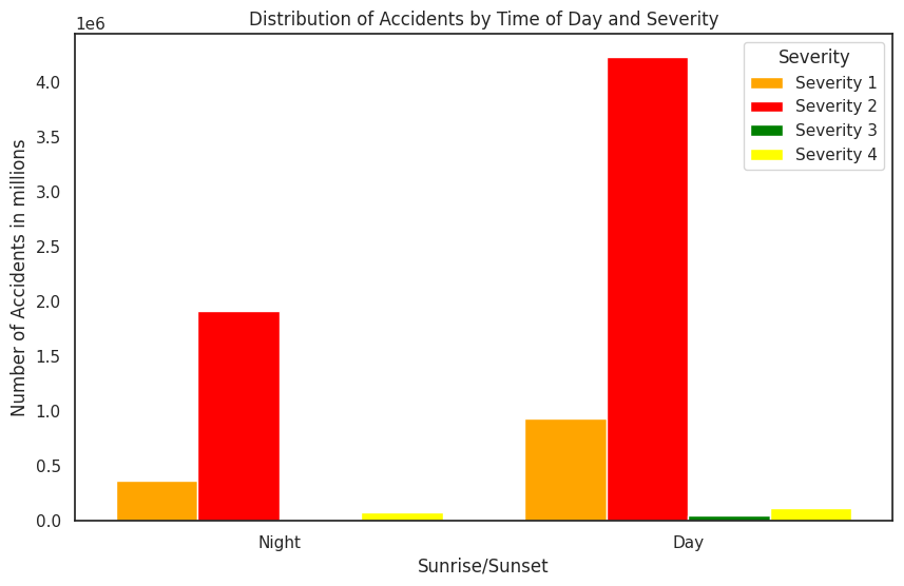 Distribution of Accidents by Time of Day and Severity
1e6
Severity
Severity 1
Severity 2
Severity 3
Severity 4
4.0
3.5
3.0
2.5
2.0
1.5
1.0
0.5
0.0
Number of Accidents in millions
Night
Day
Sunrise/Sunset